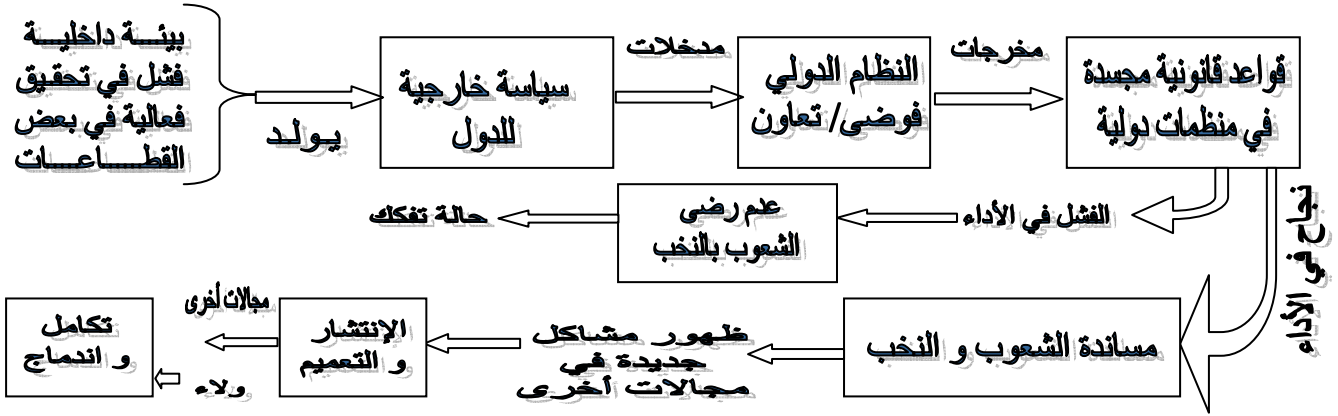 بيئة داخلية
فشل في تحقيق
فعالية في بعض
القطاعات
يولد
سياسة خارجية
للدول
مدخلات
النظام الدولي
فوضى/تعاون
مخرجات
قواعد قانونية مجسدة
في منظمات دولية
الفشل في الأداء
عدم رضى
الشعوب بالنخب
حالة تفكك
نجاح في الأداء
مساندة الشعوب و النخب
ظهور مشاكل
جديدة في
مجالات أخرى
الإنتشار
و التعميم
مجالات أخرى
ولاء
تكامل
و اندماج